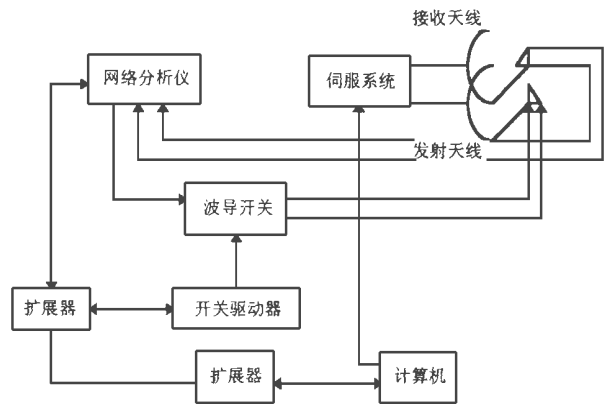 接收天线
网络分析仪
伺服系统
发射天线
波导开关
扩展器
开关驱动器
扩展器
计算机